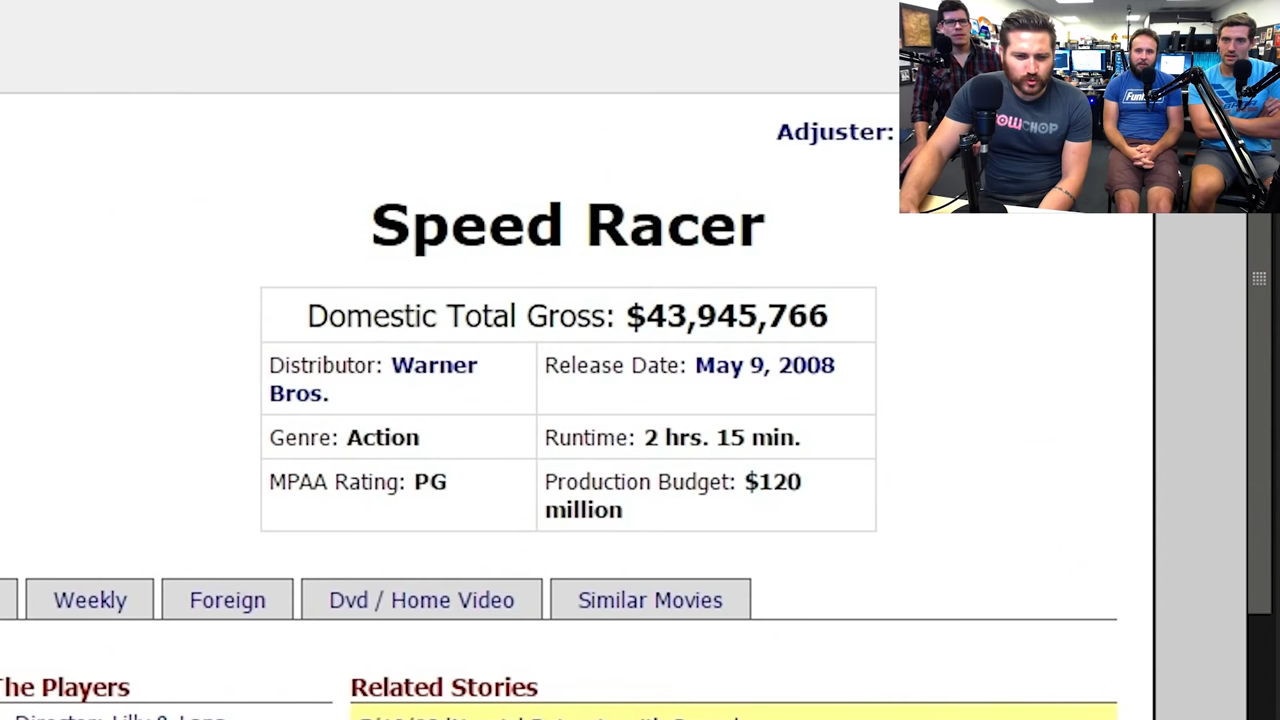 Adjuster:
Speed Racer
Domestic Total Gross: $43,945,766
Distributor: Warner
Bros.
Release Date: May 9, 2008
Genre: Action
Runtime: 2 hrs. 15 min.
MPAA Rating: PG
Production Budget: $120
million
Weekly
Foreign
Dvd / Home Video
Similar Movies
The Players
Related Stories